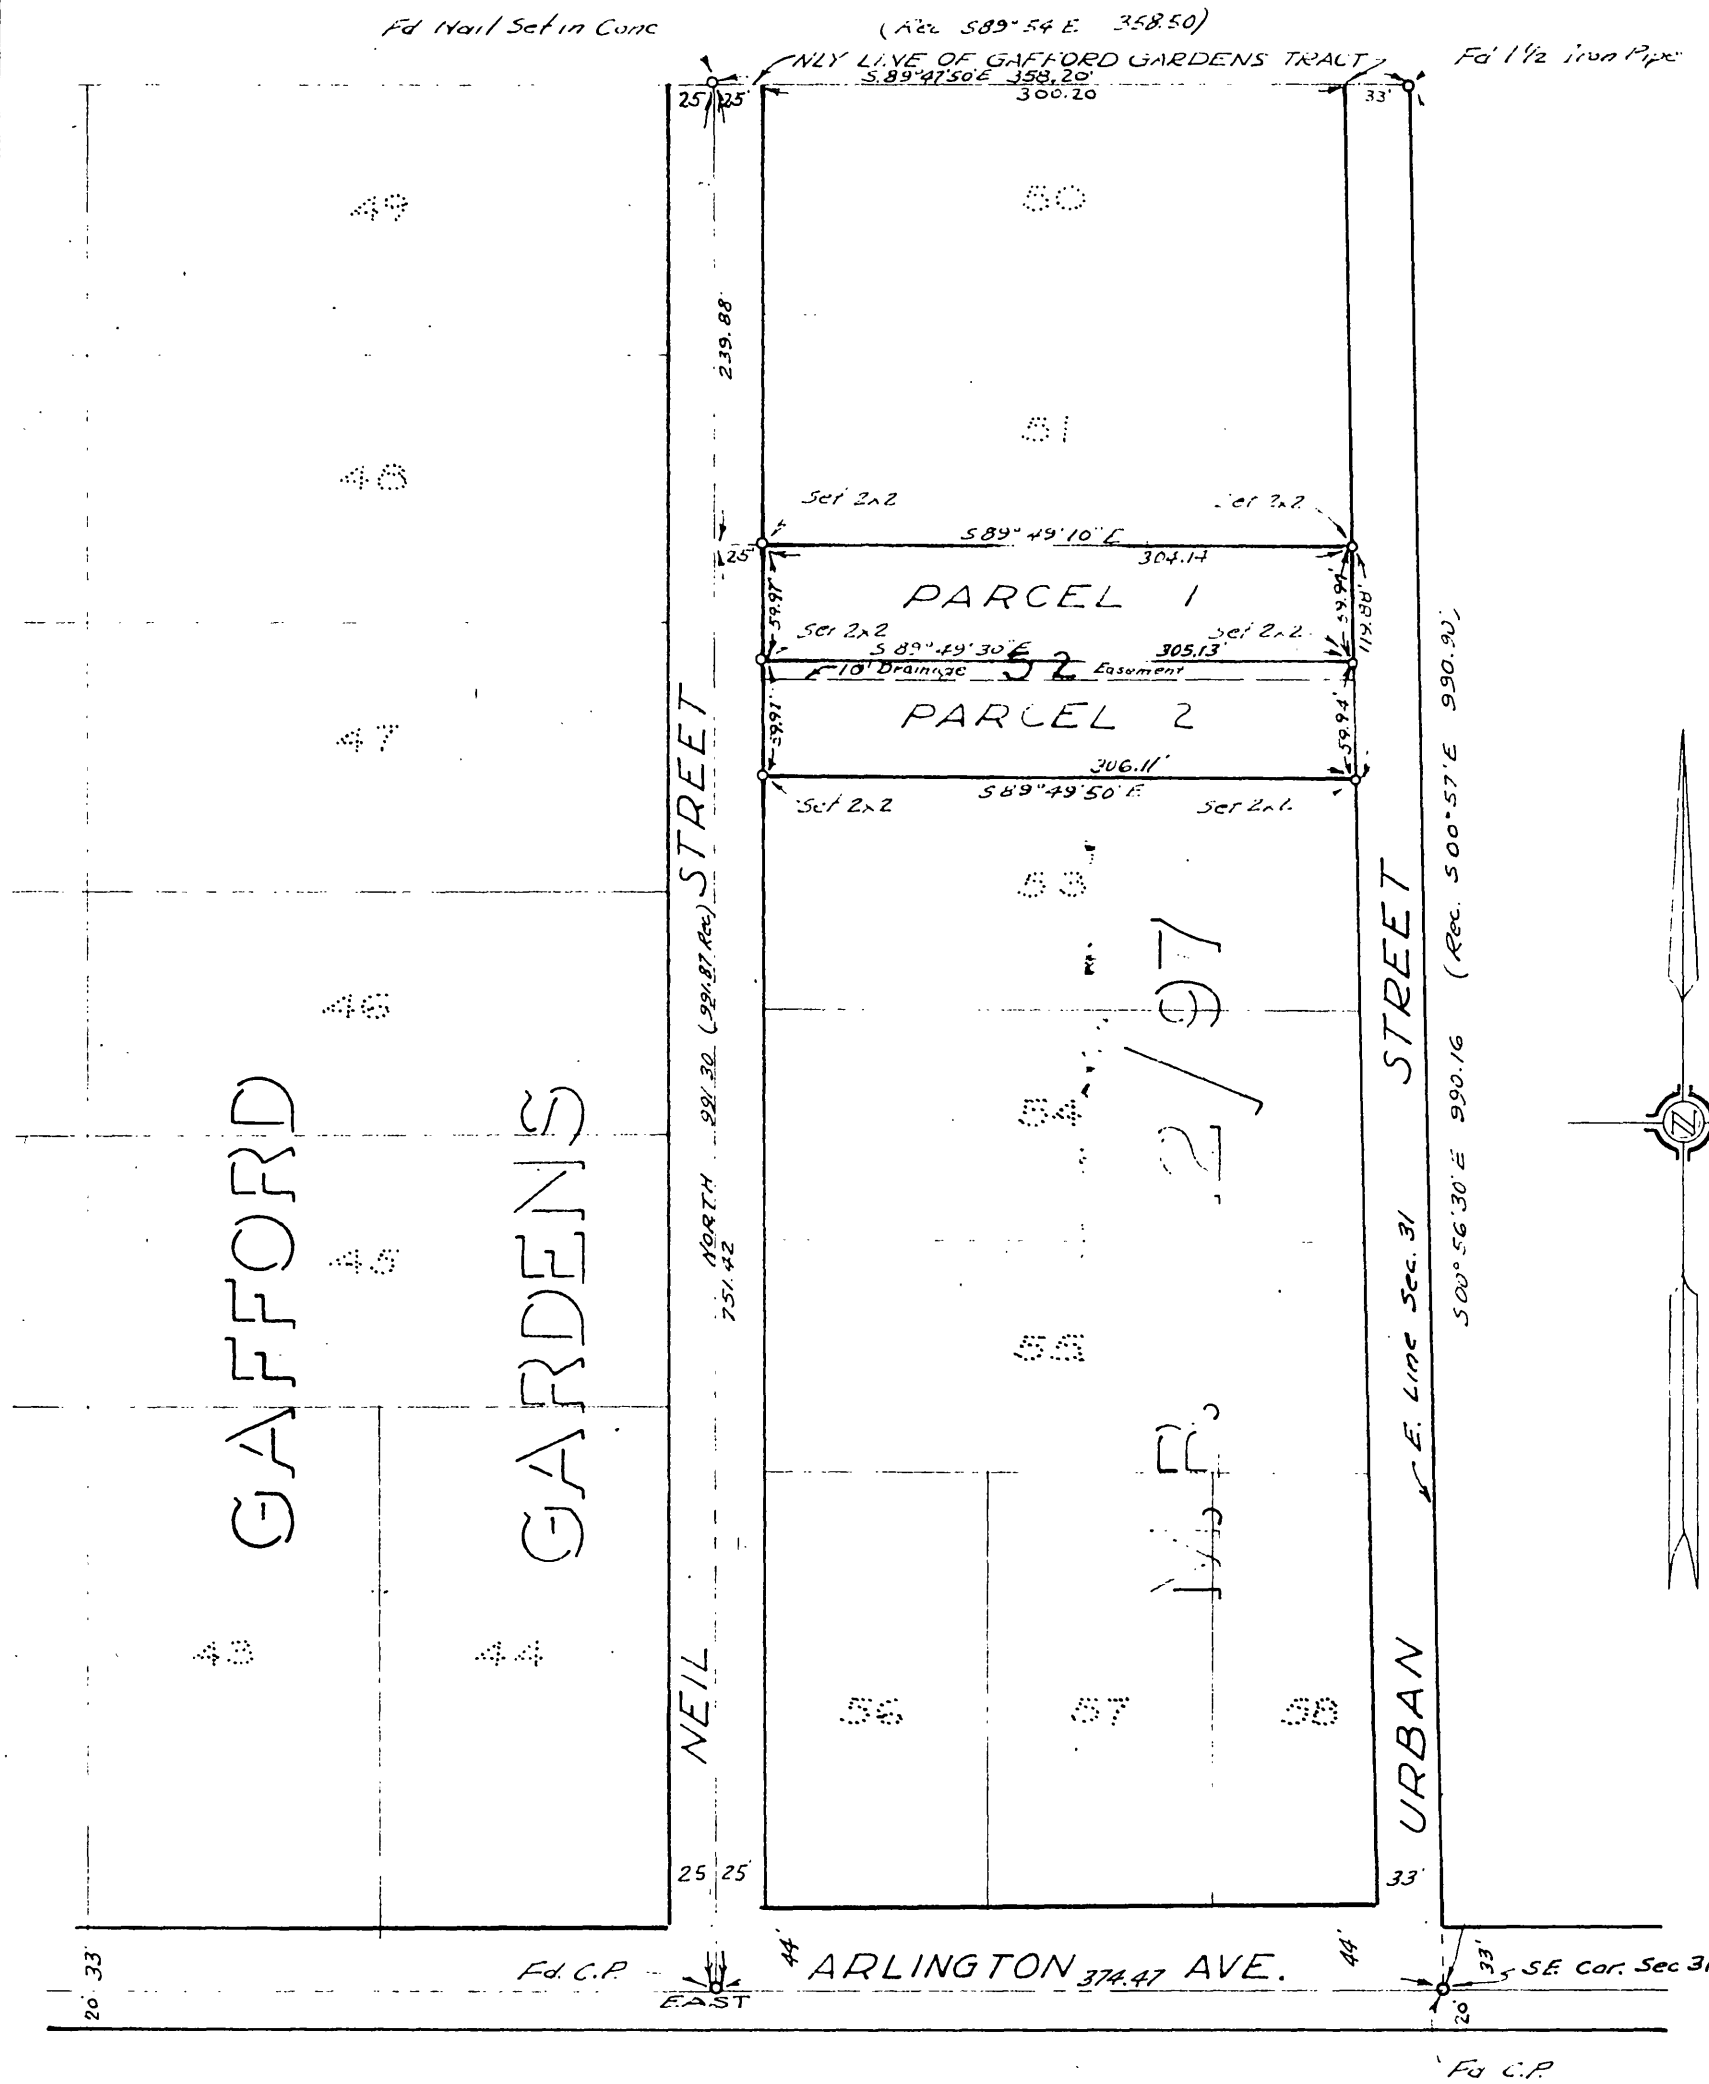 Fd Nail Set in Conc
(Rec S89°54'E 358.50)
NLY LINE OF GAFFORD GARDENS TRACT
Fd 1 1/2 iron Pipe
S.89°47'50"E 358.20'
25' 25'
300.20
33'
49
50
239.88'
51
48
Set 2x2
Set 2x2
S89°49'10"E
25'
304.14
PARCEL 1
59.97'
59.94'
119.88'
Set 2x2
Set 2x2
S89°49'30"E
305.13'
52
10' Drainage Easement
PARCEL 2
59.94'
47
306.11'
S89°49'50"E
Set 2x2
Set 2x2
STREET
53
NORTH 991.30 (991.87 Rec)
751.42
46
54
12/97
STREET
S00°56'30"E 990.16 (Rec. S00°57'E 990.90')
N
GAFFORD
GARDENS
45
55
E. Line Sec. 31
M.R.
43
44
NEIL
56
57
58
URBAN
25 25'
33'
33'
20'
Fd. C.P.
EAST
44'
ARLINGTON AVE.
374.47
44'
33'
SE. Cor. Sec 31
20'
Fd C.P.